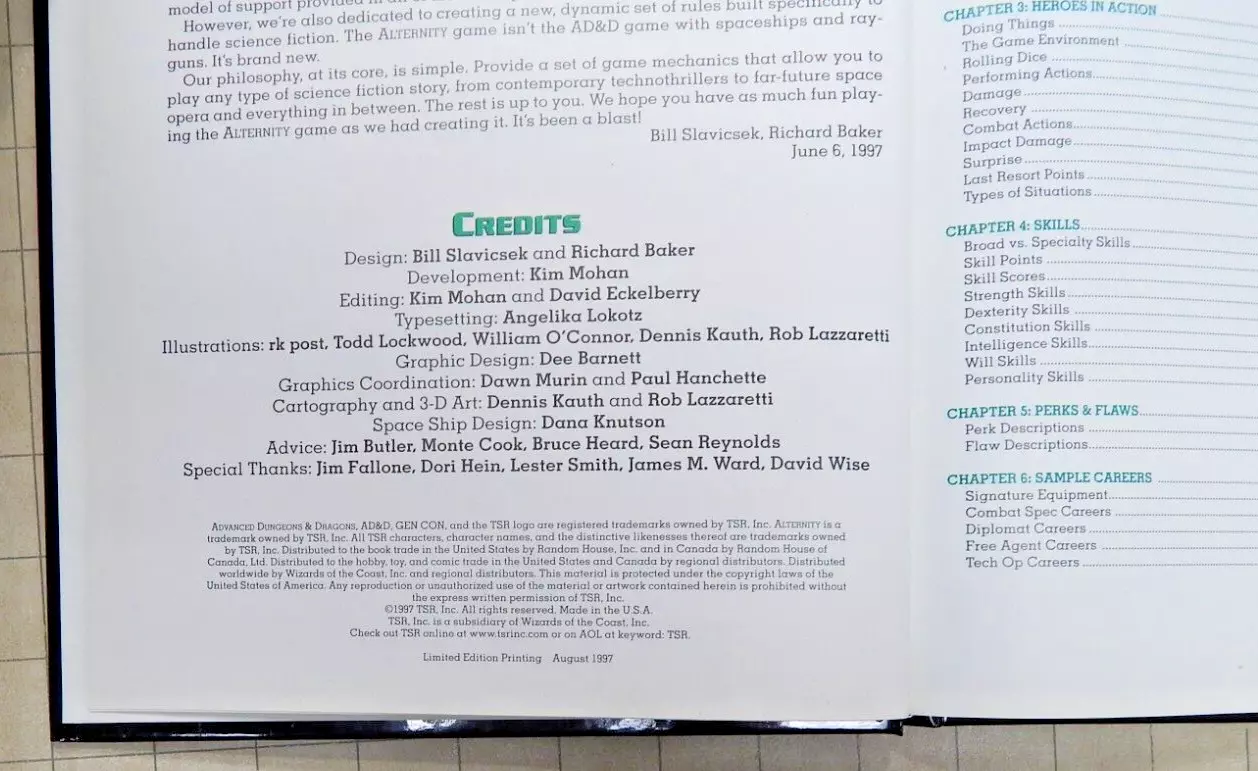 model of support provided in
However, we're also dedicated to creating a new, dynamic set of rules built specifically to
handle science fiction. The ALTERNITY game isn't the AD&D game with spaceships and ray-
guns. It's brand new.
Our philosophy, at its core, is simple. Provide a set of game mechanics that allow you to
play any type of science fiction story, from contemporary technothrillers to far-future space
opera and everything in between. The rest is up to you. We hope you have as much fun play-
ing the ALTERNITY game as we had creating it. It's been a blast!
Bill Slavicsek, Richard Baker
June 6, 1997
CREDITS
Design: Bill Slavicsek and Richard Baker
Development: Kim Mohan
Editing: Kim Mohan and David Eckelberry
Typesetting: Angelika Lokotz
Illustrations: rk post, Todd Lockwood, William O'Connor, Dennis Kauth, Rob Lazzaretti
Graphic Design: Dee Barnett
Graphics Coordination: Dawn Murin and Paul Hanchette
Cartography and 3-D Art: Dennis Kauth and Rob Lazzaretti
Space Ship Design: Dana Knutson
Advice: Jim Butler, Monte Cook, Bruce Heard, Sean Reynolds
Special Thanks: Jim Fallone, Dori Hein, Lester Smith, James M. Ward, David Wise
ADVANCED DUNGEONS & DRAGONS, AD&D, GEN CON, and the TSR logo are registered trademarks owned by TSR, Inc. ALTERNITY is a
trademark owned by TSR, Inc. All TSR characters, character names, and the distinctive likenesses thereof are trademarks owned
by TSR, Inc. Distributed to the book trade in the United States by Random House, Inc. and in Canada by Random House of
Canada, Ltd. Distributed to the hobby, toy, and comic trade in the United States and Canada by regional distributors. Distributed
worldwide by Wizards of the Coast, Inc. and regional distributors. This material is protected under the copyright laws of the
United States of America. Any reproduction or unauthorized use of the material or artwork contained herein is prohibited without
the express written permission of TSR, Inc.
©1997 TSR, Inc. All rights reserved. Made in the U.S.A.
TSR, Inc. is a subsidiary of Wizards of the Coast, Inc.
Check out TSR online at www.tsrinc.com or on AOL at keyword: TSR.
Limited Edition Printing August 1997
CHAPTER 3: HEROES IN ACTION
Doing Things
The Game Environment
Rolling Dice
Performing Actions
Damage
Recovery
Combat Actions
Impact Damage
Surprise
Last Resort Points
Types of Situations
CHAPTER 4: SKILLS
Broad vs. Specialty Skills
Skill Points
Skill Scores
Strength Skills
Dexterity Skills
Constitution Skills
Intelligence Skills
Will Skills
Personality Skills
CHAPTER 5: PERKS & FLAWS
Perk Descriptions
Flaw Descriptions
CHAPTER 6: SAMPLE CAREERS
Signature Equipment
Combat Spec Careers
Diplomat Careers
Free Agent Careers
Tech Op Careers